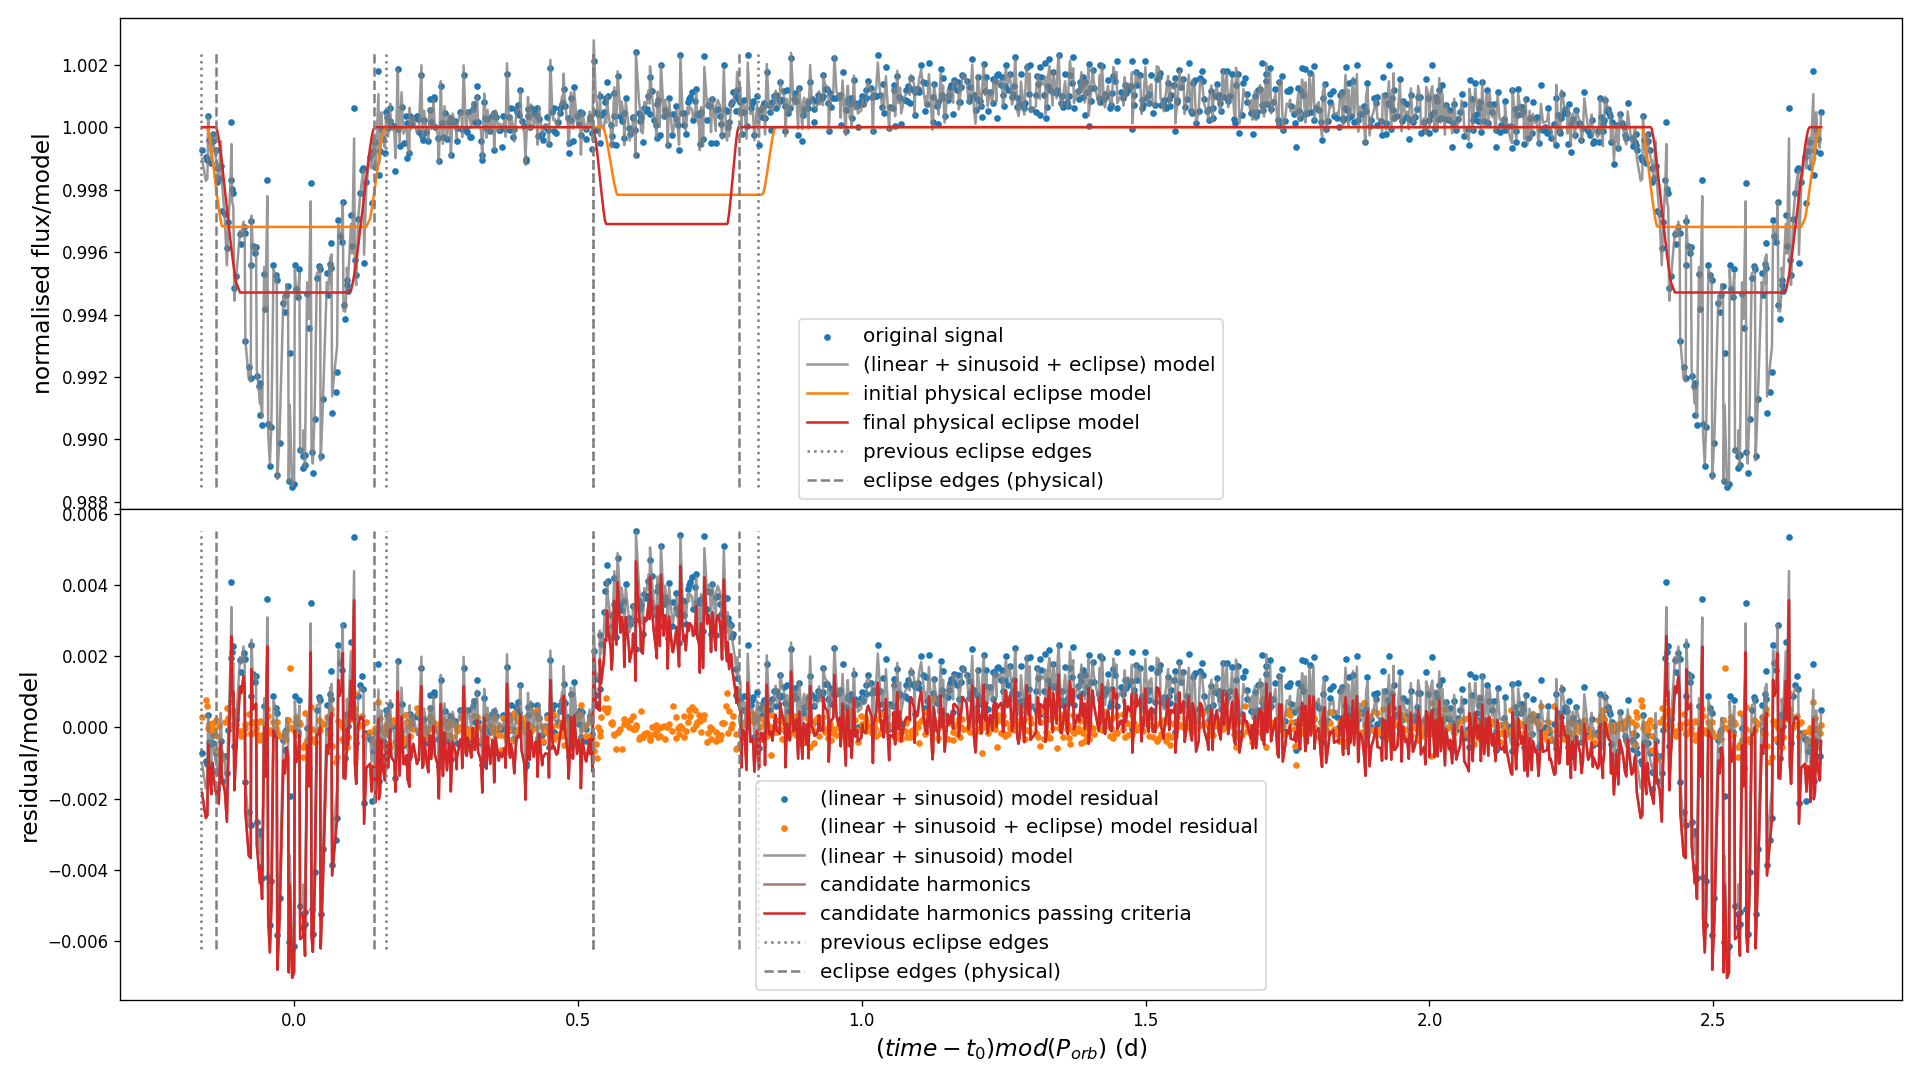 normalised flux/model
1.002
1.000
0.998
0.996
0.994
0.992
0.990
0.988
original signal
(linear + sinusoid + eclipse) model
initial physical eclipse model
final physical eclipse model
previous eclipse edges
eclipse edges (physical)
residual/model
0.006
0.004
0.002
0.000
−0.002
−0.004
−0.006
(linear + sinusoid) model residual
(linear + sinusoid + eclipse) model residual
(linear + sinusoid) model
candidate harmonics
candidate harmonics passing criteria
previous eclipse edges
eclipse edges (physical)
0.0 0.5 1.0 1.5 2.0 2.5
(time − t₀)mod(P_orb) (d)